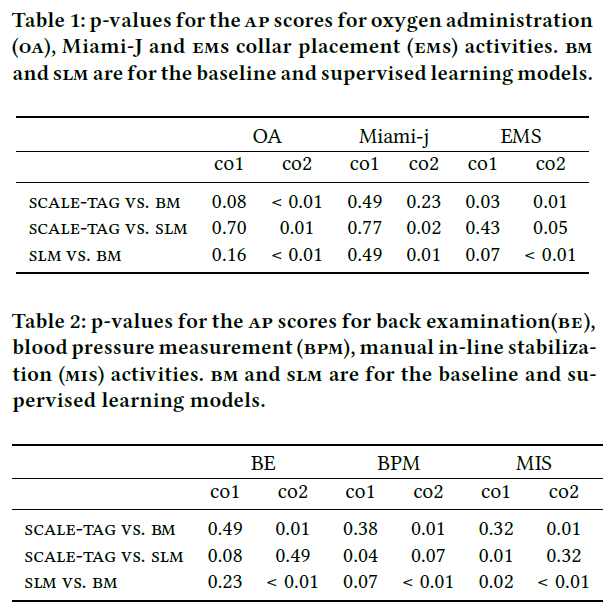 Table 1: p-values for the AP scores for oxygen administration
(OA), Miami-J and EMS collar placement (EMS) activities. BM
and SLM are for the baseline and supervised learning models.
OA Miami-j EMS
co1 co2 co1 co2 co1 co2
SCALE-TAG VS. BM 0.08 < 0.01 0.49 0.23 0.03 0.01
SCALE-TAG VS. SLM 0.70 0.01 0.77 0.02 0.43 0.05
SLM VS. BM 0.16 < 0.01 0.49 0.01 0.07 < 0.01
Table 2: p-values for the AP scores for back examination(BE),
blood pressure measurement (BPM), manual in-line stabiliza-
tion (MIS) activities. BM and SLM are for the baseline and su-
pervised learning models.
BE BPM MIS
co1 co2 co1 co2 co1 co2
SCALE-TAG VS. BM 0.49 0.01 0.38 0.01 0.32 0.01
SCALE-TAG VS. SLM 0.08 0.49 0.04 0.07 0.01 0.32
SLM VS. BM 0.23 < 0.01 0.07 < 0.01 0.02 < 0.01